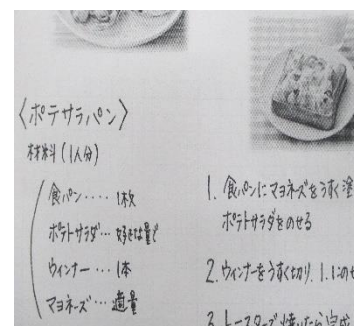 〈ポテサラパン〉
材料(1人分)
食パン‥‥1枚
ポテトサラダ‥‥好きな量で
ウィンナー‥‥1本
マヨネーズ‥‥適量
1. 食パンにマヨネーズをうすく塗
ポテトサラダをのせる
2. ウィンナーをうすく切り、1.にのせ
3. トースターで焼いたら完成